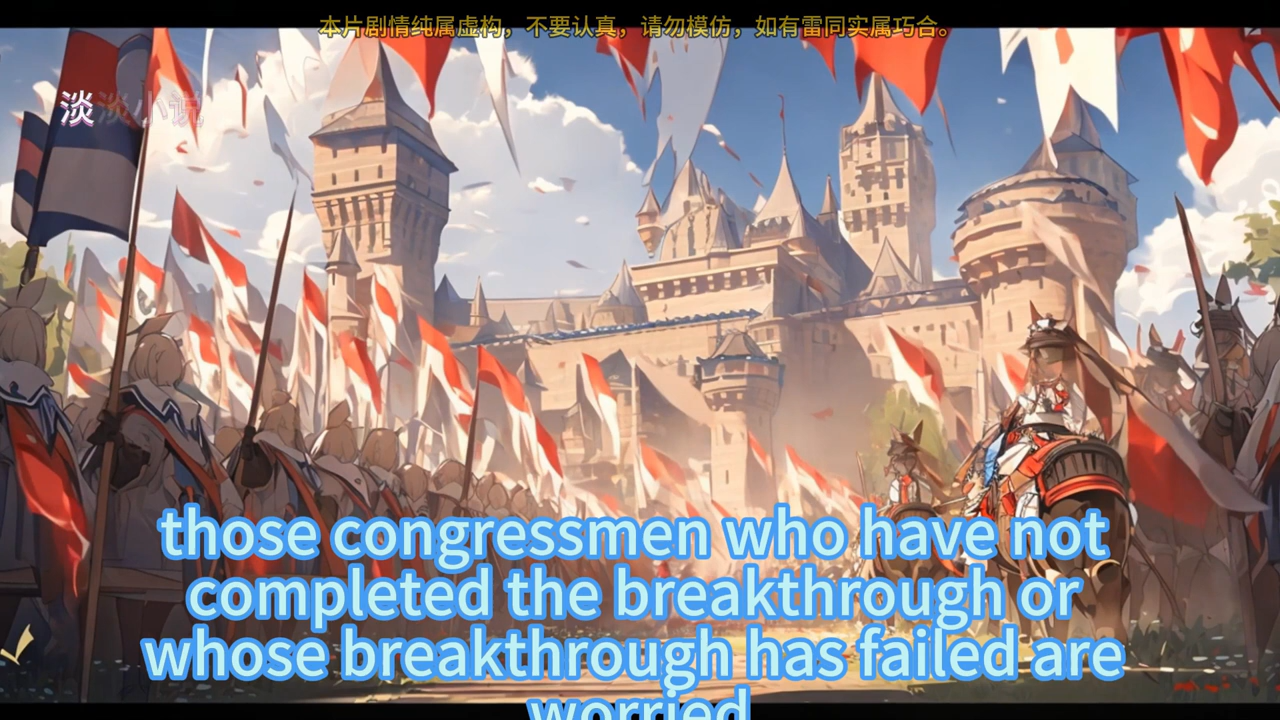 本片剧情纯属虚构，不要认真，请勿模仿，如有雷同实属巧合。
淡淡小说
those congressmen who have not
completed the breakthrough or
whose breakthrough has failed are
worried